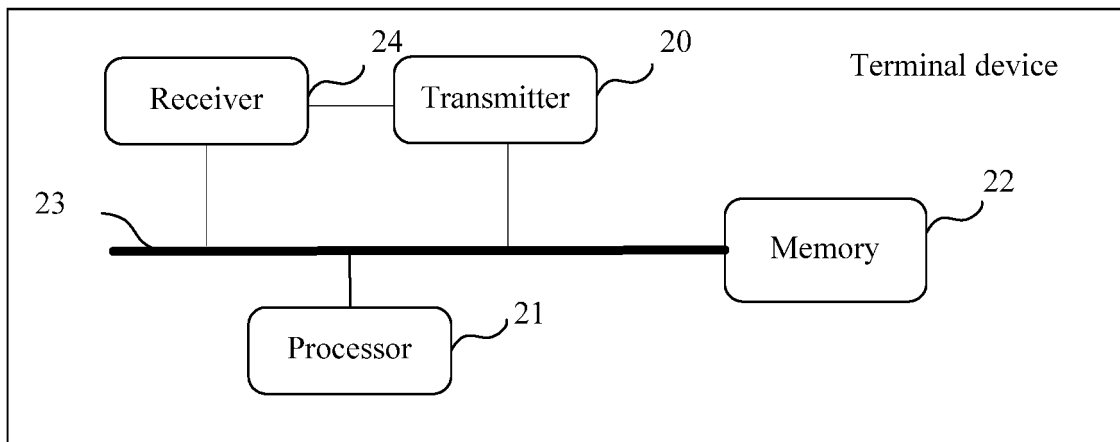 24
20
Receiver
Transmitter
Terminal device
23
22
Memory
21
Processor